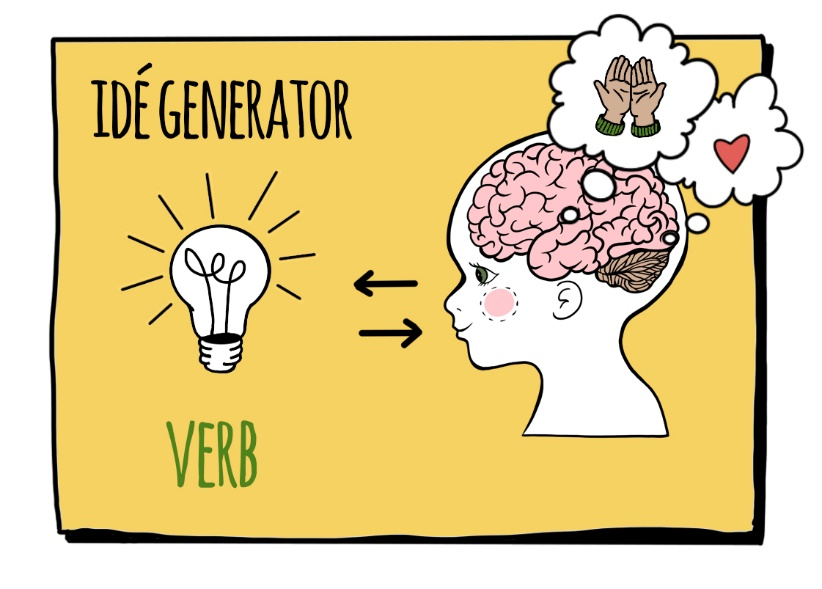 IDÉ GENERATOR
VERB